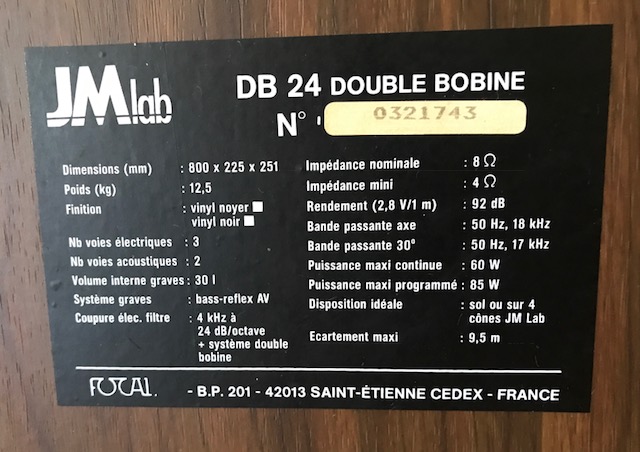 JMlab
DB 24 DOUBLE BOBINE
N° 0321743
Dimensions (mm) : 800 x 225 x 251
Poids (kg) : 12,5
Finition : vinyl noyer ■
vinyl noir ■
Nb voies électriques : 3
Nb voies acoustiques : 2
Volume interne graves : 30 l
Système graves : bass-reflex AV
Coupure élec. filtre : 4 kHz à
24 dB/octave
+ système double
bobine
Impédance nominale : 8 Ω
Impédance mini : 4 Ω
Rendement (2,8 V/1 m) : 92 dB
Bande passante axe : 50 Hz, 18 kHz
Bande passante 30° : 50 Hz, 17 kHz
Puissance maxi continue : 60 W
Puissance maxi programmé : 85 W
Disposition idéale : sol ou sur 4
cônes JM Lab
Ecartement maxi : 9,5 m
FOCAL. - B.P. 201 - 42013 SAINT-ÉTIENNE CEDEX - FRANCE